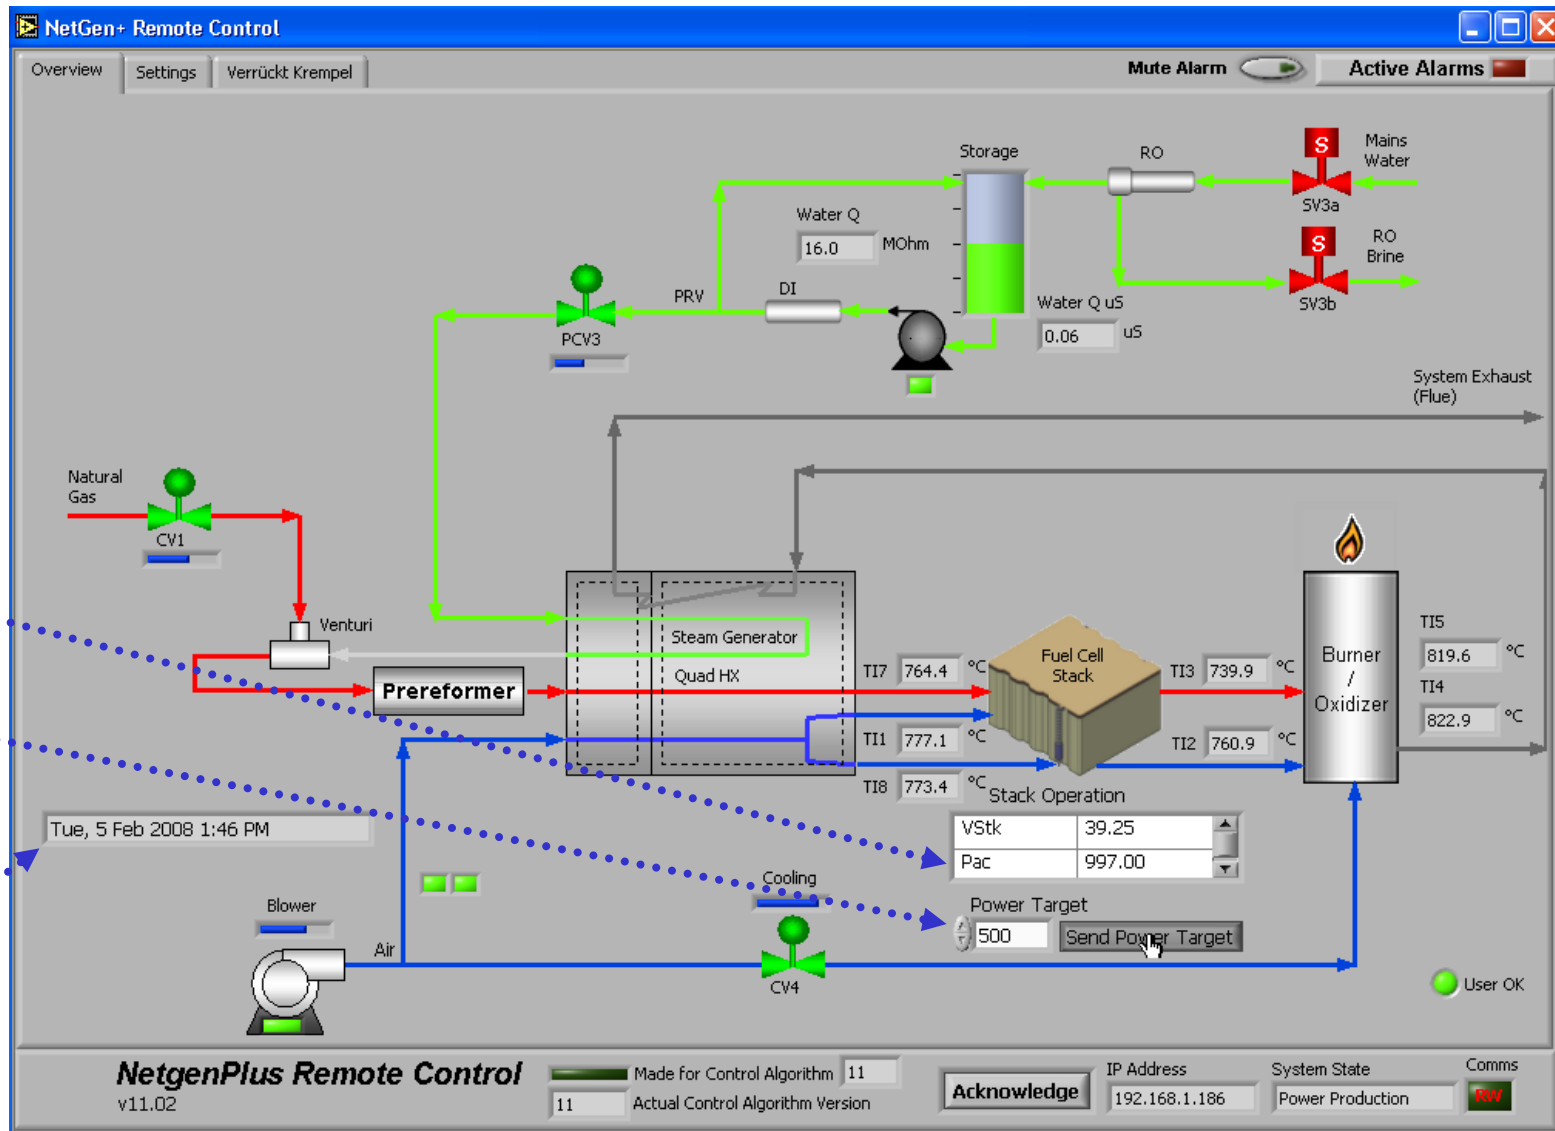 NetGen+ Remote Control
Overview
Settings
Verrückt Krempel
Mute Alarm
Active Alarms
Storage
RO
S
Mains
Water
SV3a
Water Q
16.0
MOhm
S
RO
Brine
SV3b
PRV
DI
Water Q uS
0.06
uS
PCV3
System Exhaust
(Flue)
Natural
Gas
CV1
Venturi
Steam Generator
Quad HX
Prereformer
TI7
764.4
°C
Fuel Cell
Stack
TI3
739.9
°C
Burner
/
Oxidizer
TI5
819.6
°C
TI4
822.9
°C
TI1
777.1
°C
TI2
760.9
°C
TI8
773.4
°C
Stack Operation
VStk
39.25
Pac
997.00
Tue, 5 Feb 2008 1:46 PM
Cooling
Power Target
500
Send Power Target
Blower
Air
CV4
User OK
NetgenPlus Remote Control
v11.02
Made for Control Algorithm
11
11
Actual Control Algorithm Version
Acknowledge
IP Address
192.168.1.186
System State
Power Production
Comms
RW